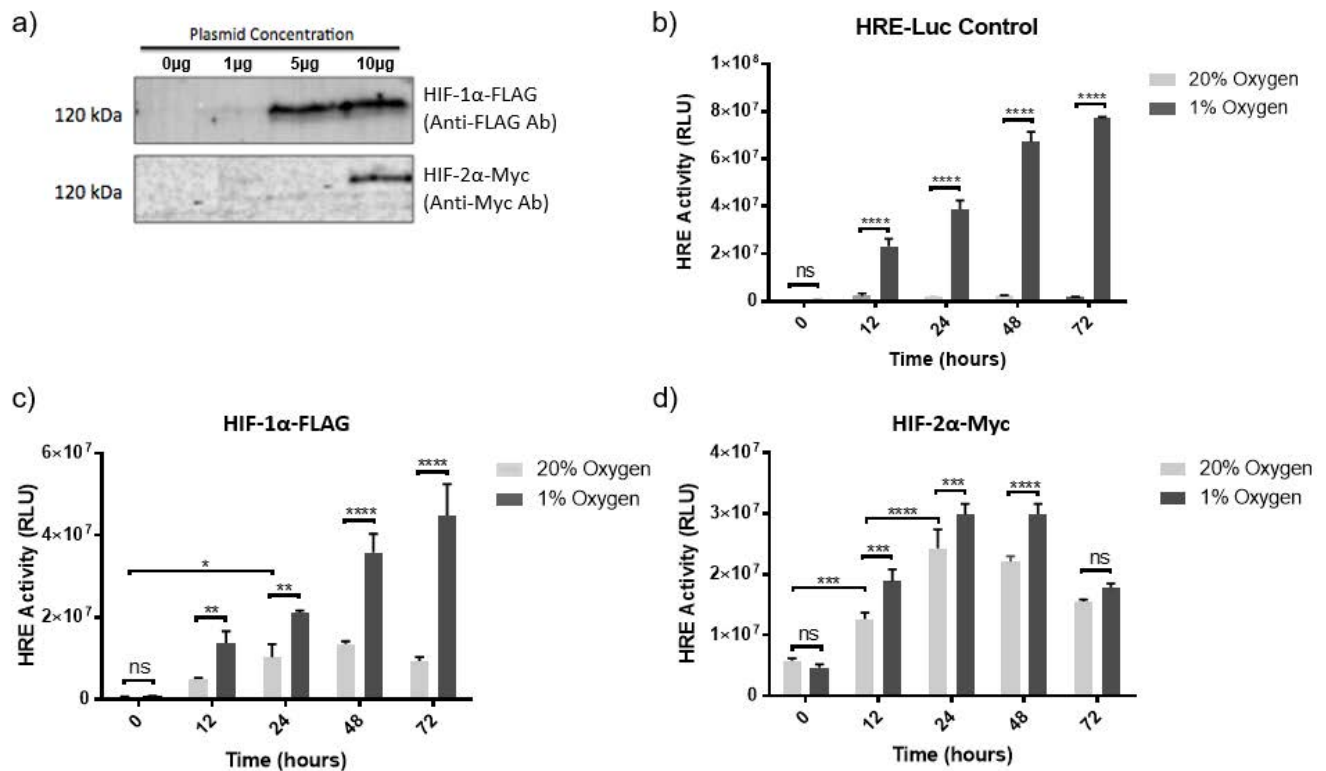 a)
Plasmid Concentration
0µg 1µg 5µg 10µg
120 kDa
HIF-1α-FLAG
(Anti-FLAG Ab)
120 kDa
HIF-2α-Myc
(Anti-Myc Ab)
b)
HRE-Luc Control
HRE Activity (RLU)
1×10⁸
8×10⁷
6×10⁷
4×10⁷
2×10⁷
0
ns
****
****
****
****
0 12 24 48 72
Time (hours)
20% Oxygen
1% Oxygen
c)
HIF-1α-FLAG
HRE Activity (RLU)
6×10⁷
4×10⁷
2×10⁷
0
ns
*
**
**
****
****
0 12 24 48 72
Time (hours)
20% Oxygen
1% Oxygen
d)
HIF-2α-Myc
HRE Activity (RLU)
4×10⁷
3×10⁷
2×10⁷
1×10⁷
0
ns
***
***
****
***
****
ns
0 12 24 48 72
Time (hours)
20% Oxygen
1% Oxygen